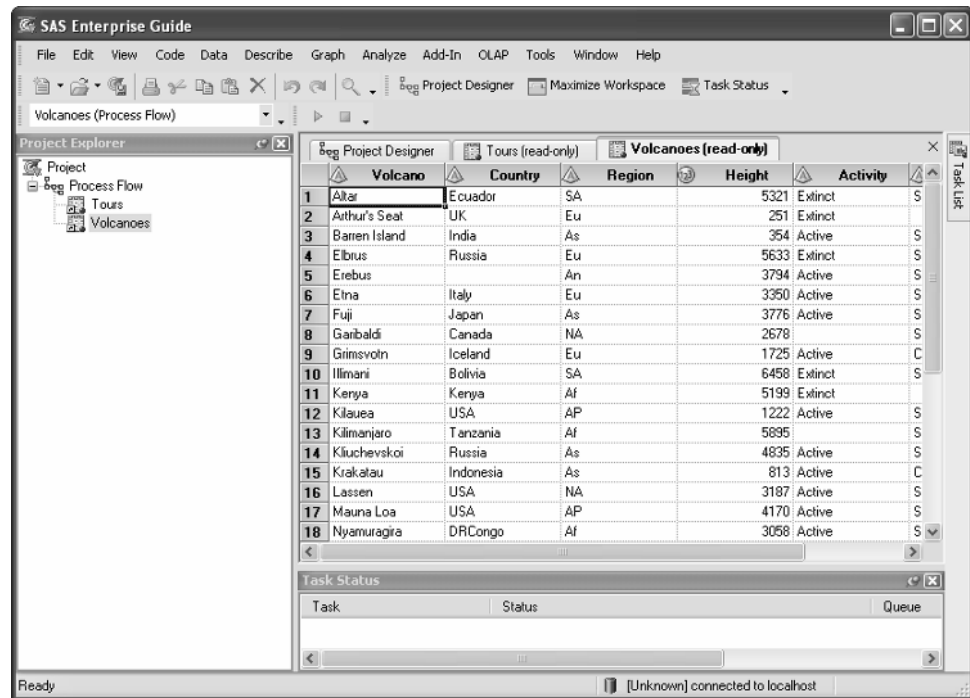 SAS Enterprise Guide
File Edit View Code Data Describe Graph Analyze Add-In OLAP Tools Window Help
Project Designer Maximize Workspace Task Status
Volcanoes (Process Flow)
Project Explorer
Project
Process Flow
Tours
Volcanoes
Project Designer Tours (read-only) Volcanoes (read-only)
Volcano Country Region Height Activity
1 Altar Ecuador SA 5321 Extinct S
2 Arthur's Seat UK Eu 251 Extinct
3 Barren Island India As 354 Active S
4 Elbrus Russia Eu 5633 Extinct S
5 Erebus An 3794 Active S
6 Etna Italy Eu 3350 Active S
7 Fuji Japan As 3776 Active S
8 Garibaldi Canada NA 2678 S
9 Grimsvotn Iceland Eu 1725 Active C
10 Illimani Bolivia SA 6458 Extinct S
11 Kenya Kenya Af 5199 Extinct
12 Kilauea USA AP 1222 Active S
13 Kilimanjaro Tanzania Af 5895 S
14 Kliuchevskoi Russia As 4835 Active S
15 Krakatau Indonesia As 813 Active C
16 Lassen USA NA 3187 Active S
17 Mauna Loa USA AP 4170 Active S
18 Nyamuragira DRCongo Af 3058 Active S
Task List
Task Status
Task Status Queue
Ready
[Unknown] connected to localhost